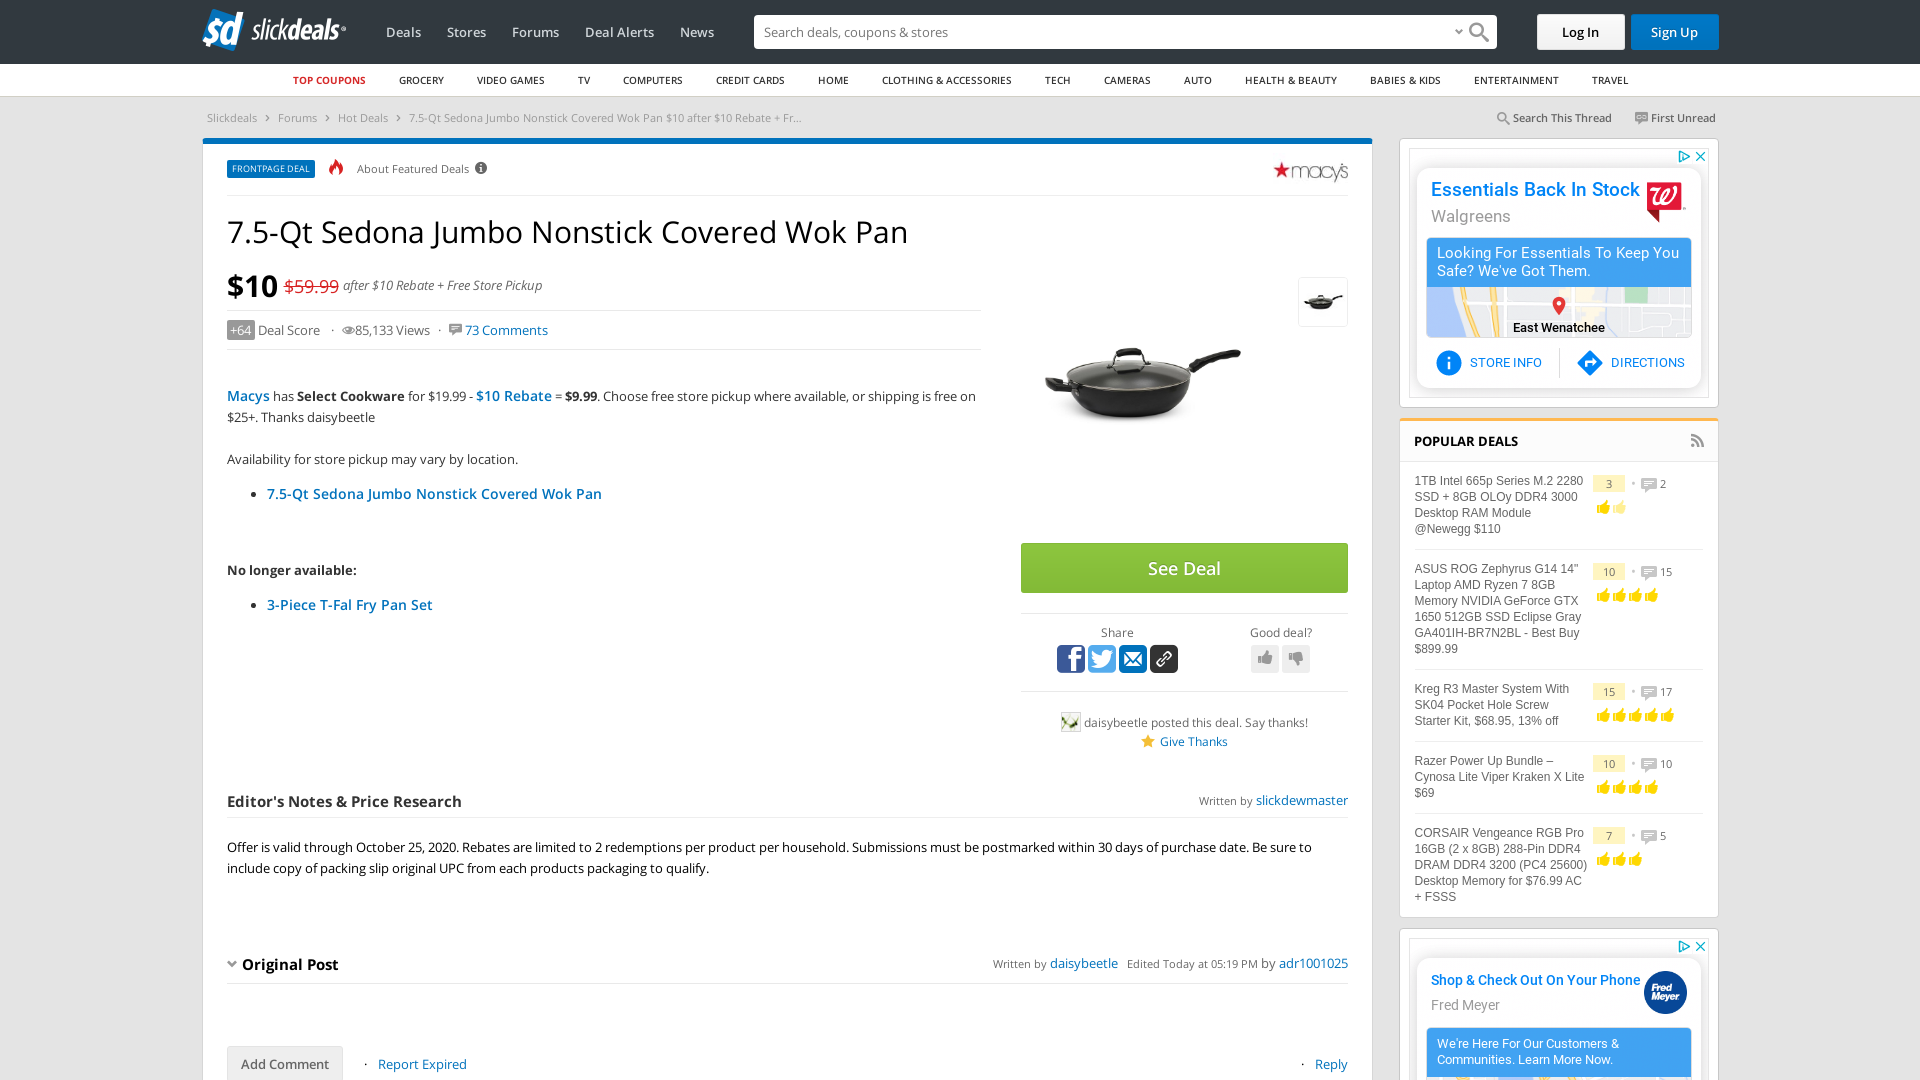 slickdeals
Deals
Stores
Forums
Deal Alerts
News
Search deals, coupons & stores
Log In
Sign Up
TOP COUPONS
GROCERY
VIDEO GAMES
TV
COMPUTERS
CREDIT CARDS
HOME
CLOTHING & ACCESSORIES
TECH
CAMERAS
AUTO
HEALTH & BEAUTY
BABIES & KIDS
ENTERTAINMENT
TRAVEL
Slickdeals > Forums > Hot Deals > 7.5-Qt Sedona Jumbo Nonstick Covered Wok Pan $10 after $10 Rebate + Fr...
Search This Thread
First Unread
FRONTPAGE DEAL
About Featured Deals
macy's
7.5-Qt Sedona Jumbo Nonstick Covered Wok Pan
$10 $59.99 after $10 Rebate + Free Store Pickup
+64 Deal Score · 85,133 Views · 73 Comments
Macys has Select Cookware for $19.99 - $10 Rebate = $9.99. Choose free store pickup where available, or shipping is free on
$25+. Thanks daisybeetle
Availability for store pickup may vary by location.
• 7.5-Qt Sedona Jumbo Nonstick Covered Wok Pan
No longer available:
• 3-Piece T-Fal Fry Pan Set
See Deal
Share
Good deal?
daisybeetle posted this deal. Say thanks!
Give Thanks
Editor's Notes & Price Research
Written by slickdewmaster
Offer is valid through October 25, 2020. Rebates are limited to 2 redemptions per product per household. Submissions must be postmarked within 30 days of purchase date. Be sure to
include copy of packing slip original UPC from each products packaging to qualify.
Original Post
Written by daisybeetle Edited Today at 05:19 PM by adr1001025
Add Comment
· Report Expired
· Reply
Essentials Back In Stock
Walgreens
Looking For Essentials To Keep You
Safe? We've Got Them.
East Wenatchee
STORE INFO
DIRECTIONS
POPULAR DEALS
1TB Intel 665p Series M.2 2280
SSD + 8GB OLOy DDR4 3000
Desktop RAM Module
@Newegg $110
3 • 2
ASUS ROG Zephyrus G14 14"
Laptop AMD Ryzen 7 8GB
Memory NVIDIA GeForce GTX
1650 512GB SSD Eclipse Gray
GA401IH-BR7N2BL - Best Buy
$899.99
10 • 15
Kreg R3 Master System With
SK04 Pocket Hole Screw
Starter Kit, $68.95, 13% off
15 • 17
Razer Power Up Bundle –
Cynosa Lite Viper Kraken X Lite
$69
10 • 10
CORSAIR Vengeance RGB Pro
16GB (2 x 8GB) 288-Pin DDR4
DRAM DDR4 3200 (PC4 25600)
Desktop Memory for $76.99 AC
+ FSSS
7 • 5
Shop & Check Out On Your Phone
Fred Meyer
Fred
Meyer
We're Here For Our Customers &
Communities. Learn More Now.